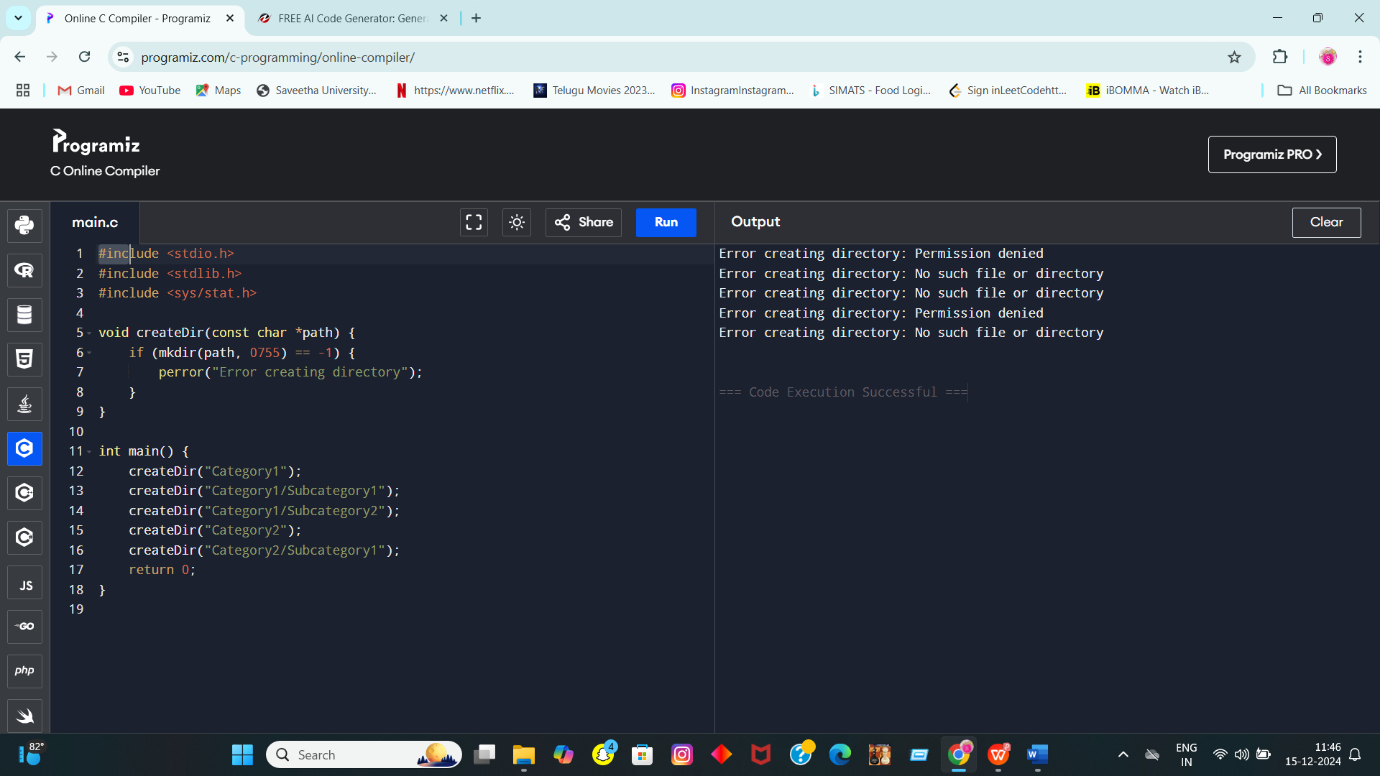 Online C Compiler - Programiz
FREE AI Code Generator: Gener
programiz.com/c-programming/online-compiler/
Gmail
YouTube
Maps
Saveetha University...
https://www.netflix....
Telugu Movies 2023...
InstagramInstagram...
SIMATS - Food Logi...
Sign inLeetCodehtt...
iBOMMA - Watch iB...
All Bookmarks
Programiz
C Online Compiler
Programiz PRO
main.c
Share
Run
Output
Clear
1 #include <stdio.h>
2 #include <stdlib.h>
3 #include <sys/stat.h>
4
5 void createDir(const char *path) {
6 if (mkdir(path, 0755) == -1) {
7 perror("Error creating directory");
8 }
9 }
10
11 int main() {
12 createDir("Category1");
13 createDir("Category1/Subcategory1");
14 createDir("Category1/Subcategory2");
15 createDir("Category2");
16 createDir("Category2/Subcategory1");
17 return 0;
18 }
19
Error creating directory: Permission denied
Error creating directory: No such file or directory
Error creating directory: No such file or directory
Error creating directory: Permission denied
Error creating directory: No such file or directory
=== Code Execution Successful ===
JS
GO
php
82°
Search
4
ENG
IN
11:46
15-12-2024